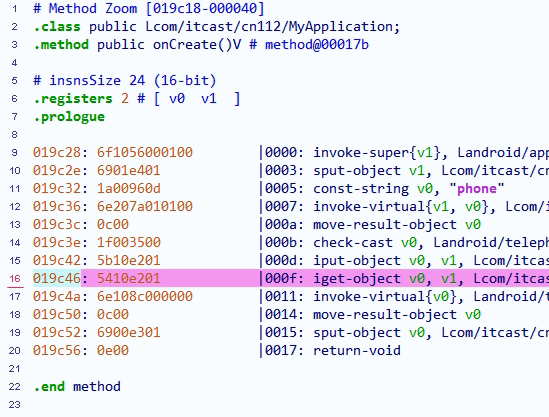 1 # Method Zoom [019c18-000040]
2 .class public Lcom/itcast/cn112/MyApplication;
3 .method public onCreate()V # method@00017b
4
5 # insnsSize 24 (16-bit)
6 .registers 2 # [ v0 v1 ]
7 .prologue
8
9 019c28: 6f1056000100 |0000: invoke-super{v1}, Landroid/app
10 019c2e: 6901e401 |0003: sput-object v1, Lcom/itcast/cn
11 019c32: 1a00960d |0005: const-string v0, "phone"
12 019c36: 6e207a010100 |0007: invoke-virtual{v1, v0}, Lcom/i
13 019c3c: 0c00 |000a: move-result-object v0
14 019c3e: 1f003500 |000b: check-cast v0, Landroid/teleph
15 019c42: 5b10e201 |000d: iput-object v0, v1, Lcom/itcast
16 019c46: 5410e201 |000f: iget-object v0, v1, Lcom/itcast
17 019c4a: 6e108c000000 |0011: invoke-virtual{v0}, Landroid/t
18 019c50: 0c00 |0014: move-result-object v0
19 019c52: 6900e301 |0015: sput-object v0, Lcom/itcast/cn
20 019c56: 0e00 |0017: return-void
21
22 .end method
23